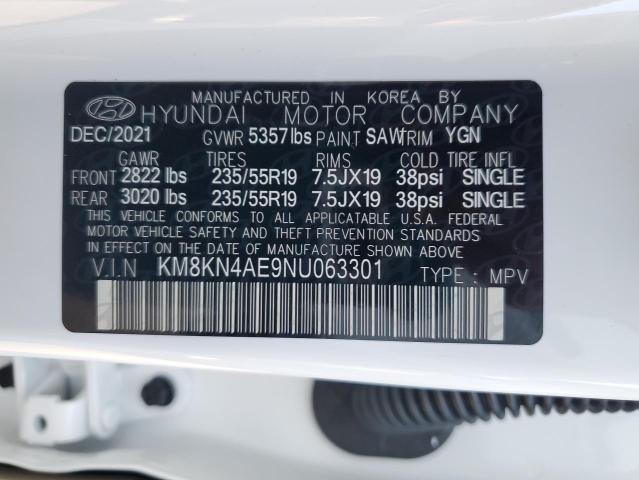 MANUFACTURED IN KOREA BY
HYUNDAI MOTOR COMPANY
DEC/2021 GVWR 5357lbs PAINT SAW TRIM YGN
GAWR TIRES RIMS COLD TIRE INFL
FRONT 2822 lbs 235/55R19 7.5JX19 38psi SINGLE
REAR 3020 lbs 235/55R19 7.5JX19 38psi SINGLE
THIS VEHICLE CONFORMS TO ALL APPLICABLE U.S.A. FEDERAL
MOTOR VEHICLE SAFETY AND THEFT PREVENTION STANDARDS
IN EFFECT ON THE DATE OF MANUFACTURE SHOWN ABOVE.
V.I.N KM8KN4AE9NU063301 TYPE : MPV